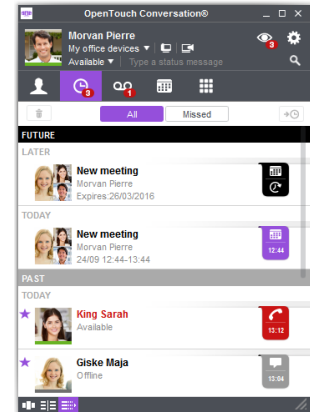 OpenTouch Conversation®
Morvan Pierre
My office devices
3
Available Type a status message
3 1
All Missed
FUTURE
LATER
New meeting
Morvan Pierre
Expires:26/03/2016
TODAY
New meeting
Morvan Pierre
24/09 12:44-13:44
12:44
PAST
TODAY
King Sarah
Available
13:12
Giske Maja
Offline
13:04